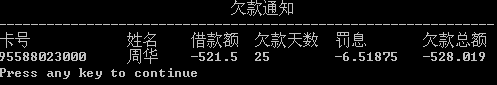 欠款通知
卡号 姓名 借款额 欠款天数 罚息 欠款总额
95588023000 周华 -521.5 25 -6.51875 -528.019
Press any key to continue